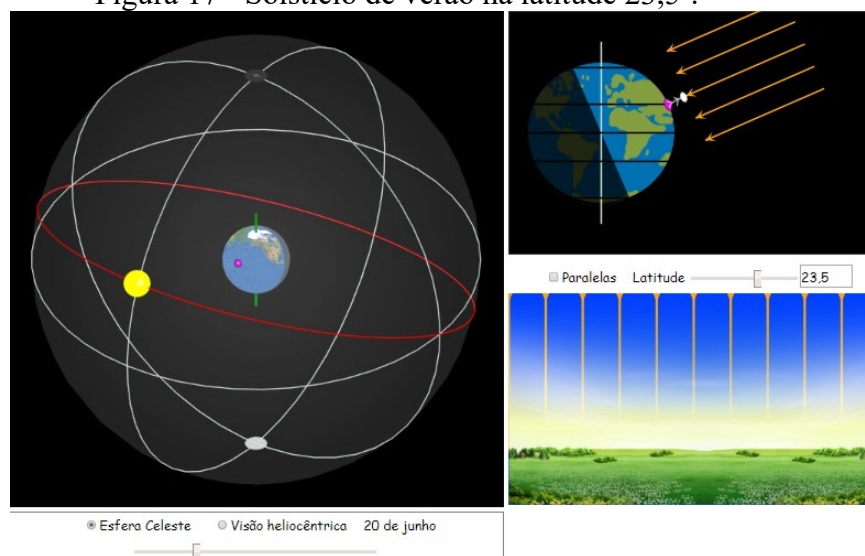 Figura 17 - Solstício de verão na latitude 23,5°.
Paralelas Latitude 23,5
Esfera Celeste Visão heliocêntrica 20 de junho